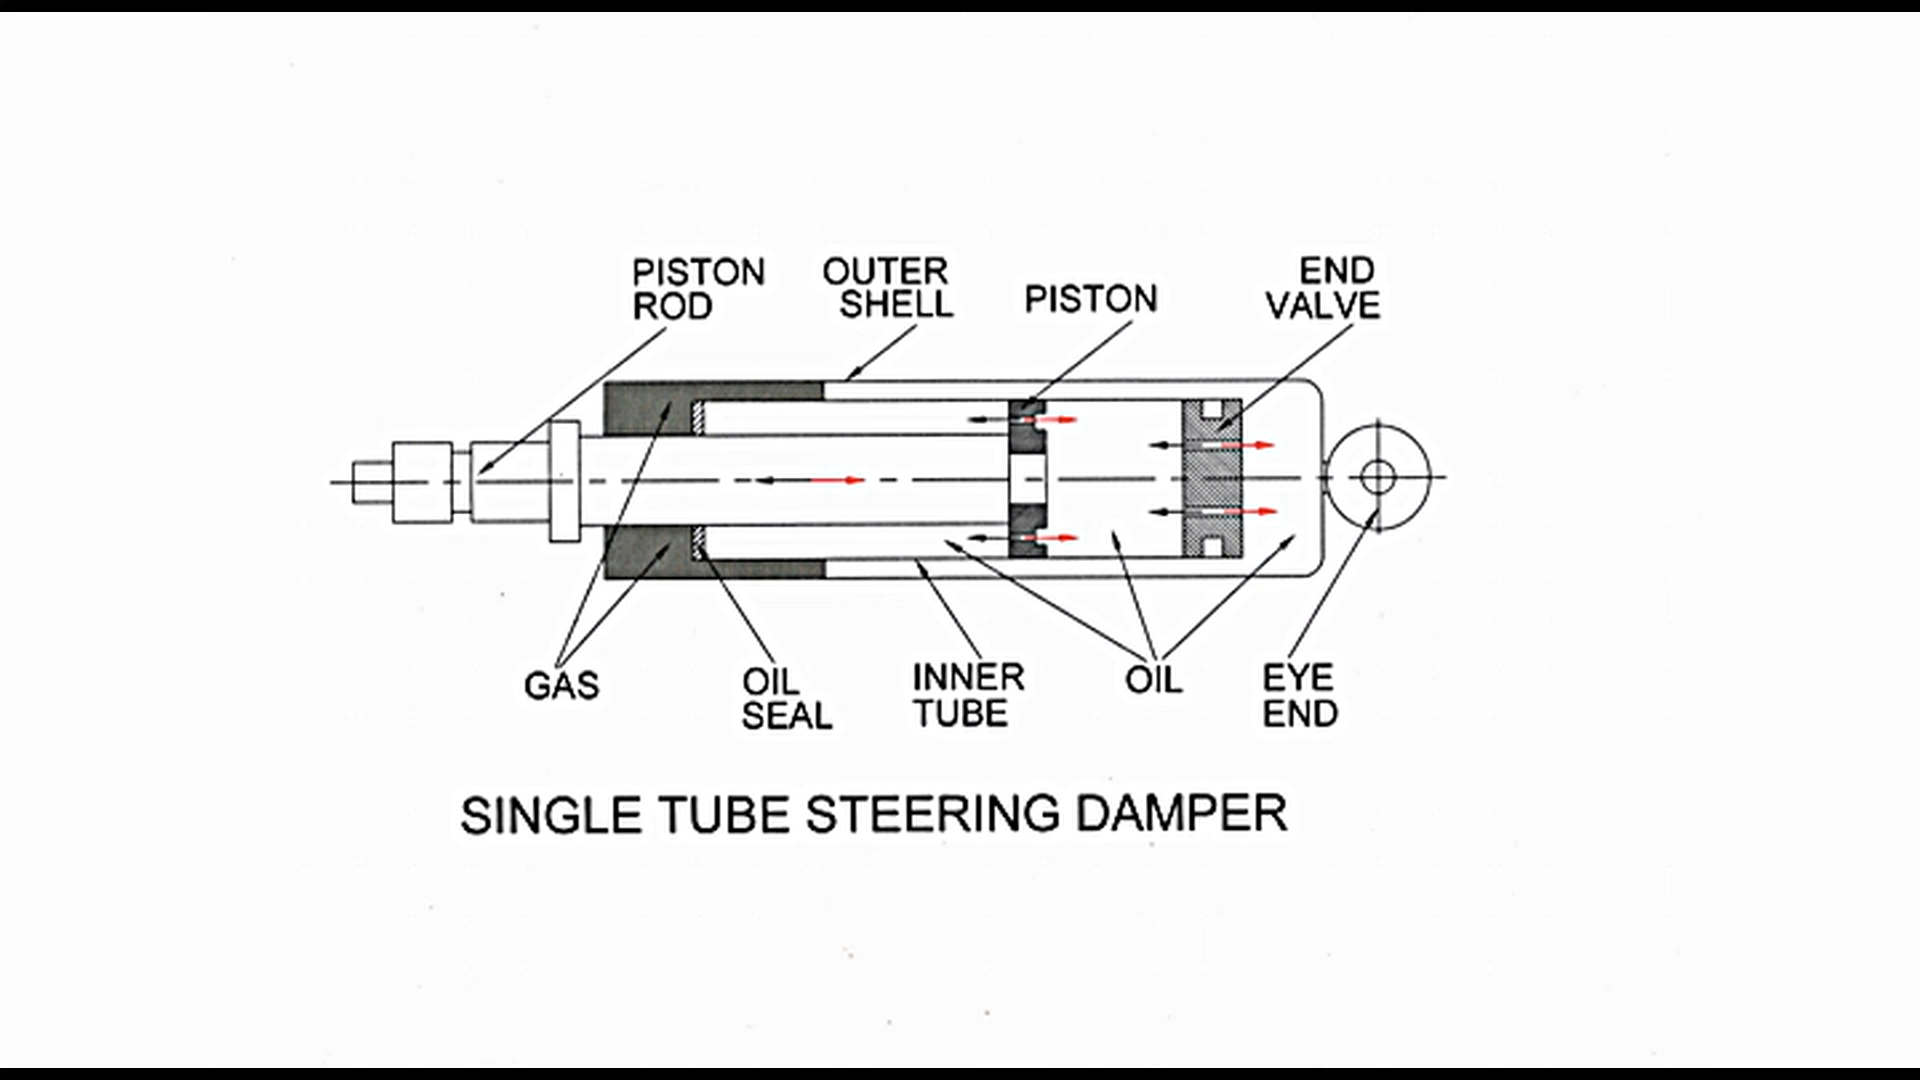 PISTON
ROD
OUTER
SHELL
PISTON
END
VALVE
GAS
OIL
SEAL
INNER
TUBE
OIL
EYE
END
SINGLE TUBE STEERING DAMPER